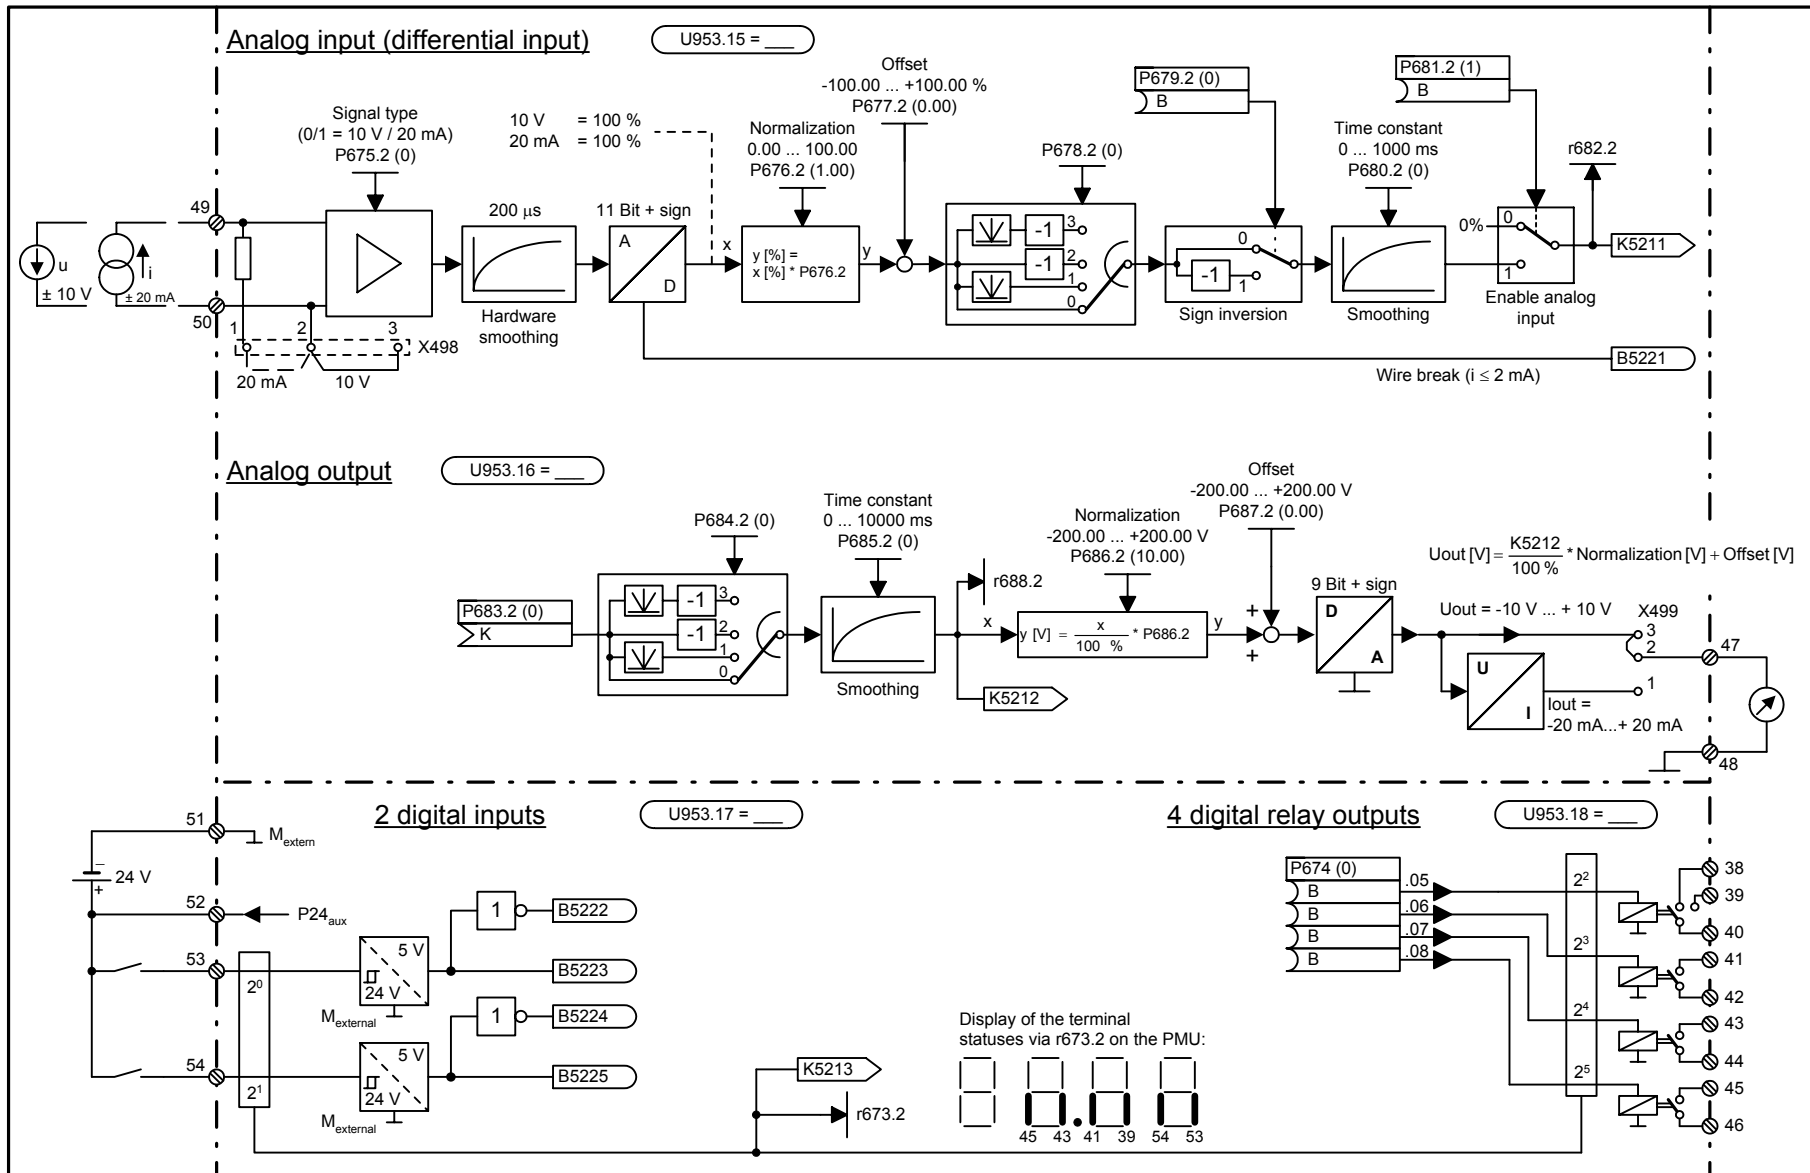 Analog input (differential input)
U953.15 = ___
Offset
-100.00 ... +100.00 %
P677.2 (0.00)
P679.2 (0)
B
P681.2 (1)
B
Signal type
(0/1 = 10 V / 20 mA)
P675.2 (0)
10 V = 100 %
20 mA = 100 %
Normalization
0.00 ... 100.00
P676.2 (1.00)
P678.2 (0)
Time constant
0 ... 1000 ms
P680.2 (0)
r682.2
49
200 µs
11 Bit + sign
A
D
x
y [%] =
x [%] * P676.2
y
-1
3
-1
2
1
0
0
-1
1
0%
0
1
K5211
u
± 10 V
i
± 20 mA
50
1
2
3
X498
20 mA
10 V
Hardware
smoothing
Sign inversion
Smoothing
Enable analog
input
B5221
Wire break (i ≤ 2 mA)
Analog output
U953.16 = ___
Offset
-200.00 ... +200.00 V
P687.2 (0.00)
P684.2 (0)
Time constant
0 ... 10000 ms
P685.2 (0)
Normalization
-200.00 ... +200.00 V
P686.2 (10.00)
Uout [V] = K5212 / 100 % * Normalization [V] + Offset [V]
r688.2
9 Bit + sign
P683.2 (0)
K
-1
3
-1
2
1
0
x
y [V] = x / 100 % * P686.2
y
+
+
D
A
Uout = -10 V ... + 10 V
X499
3
2
47
Smoothing
K5212
U
I
1
Iout =
-20 mA...+ 20 mA
48
2 digital inputs
U953.17 = ___
4 digital relay outputs
U953.18 = ___
51
M extern
–
24 V
+
52
P24 aux
1
B5222
53
2⁰
5 V
24 V
M external
B5223
1
B5224
54
2¹
5 V
24 V
M external
B5225
P674 (0)
B
.05
B
.06
B
.07
B
.08
2²
2³
2⁴
2⁵
38
39
40
41
42
43
44
45
46
Display of the terminal
statuses via r673.2 on the PMU:
45 43 41 39 54 53
K5213
r673.2